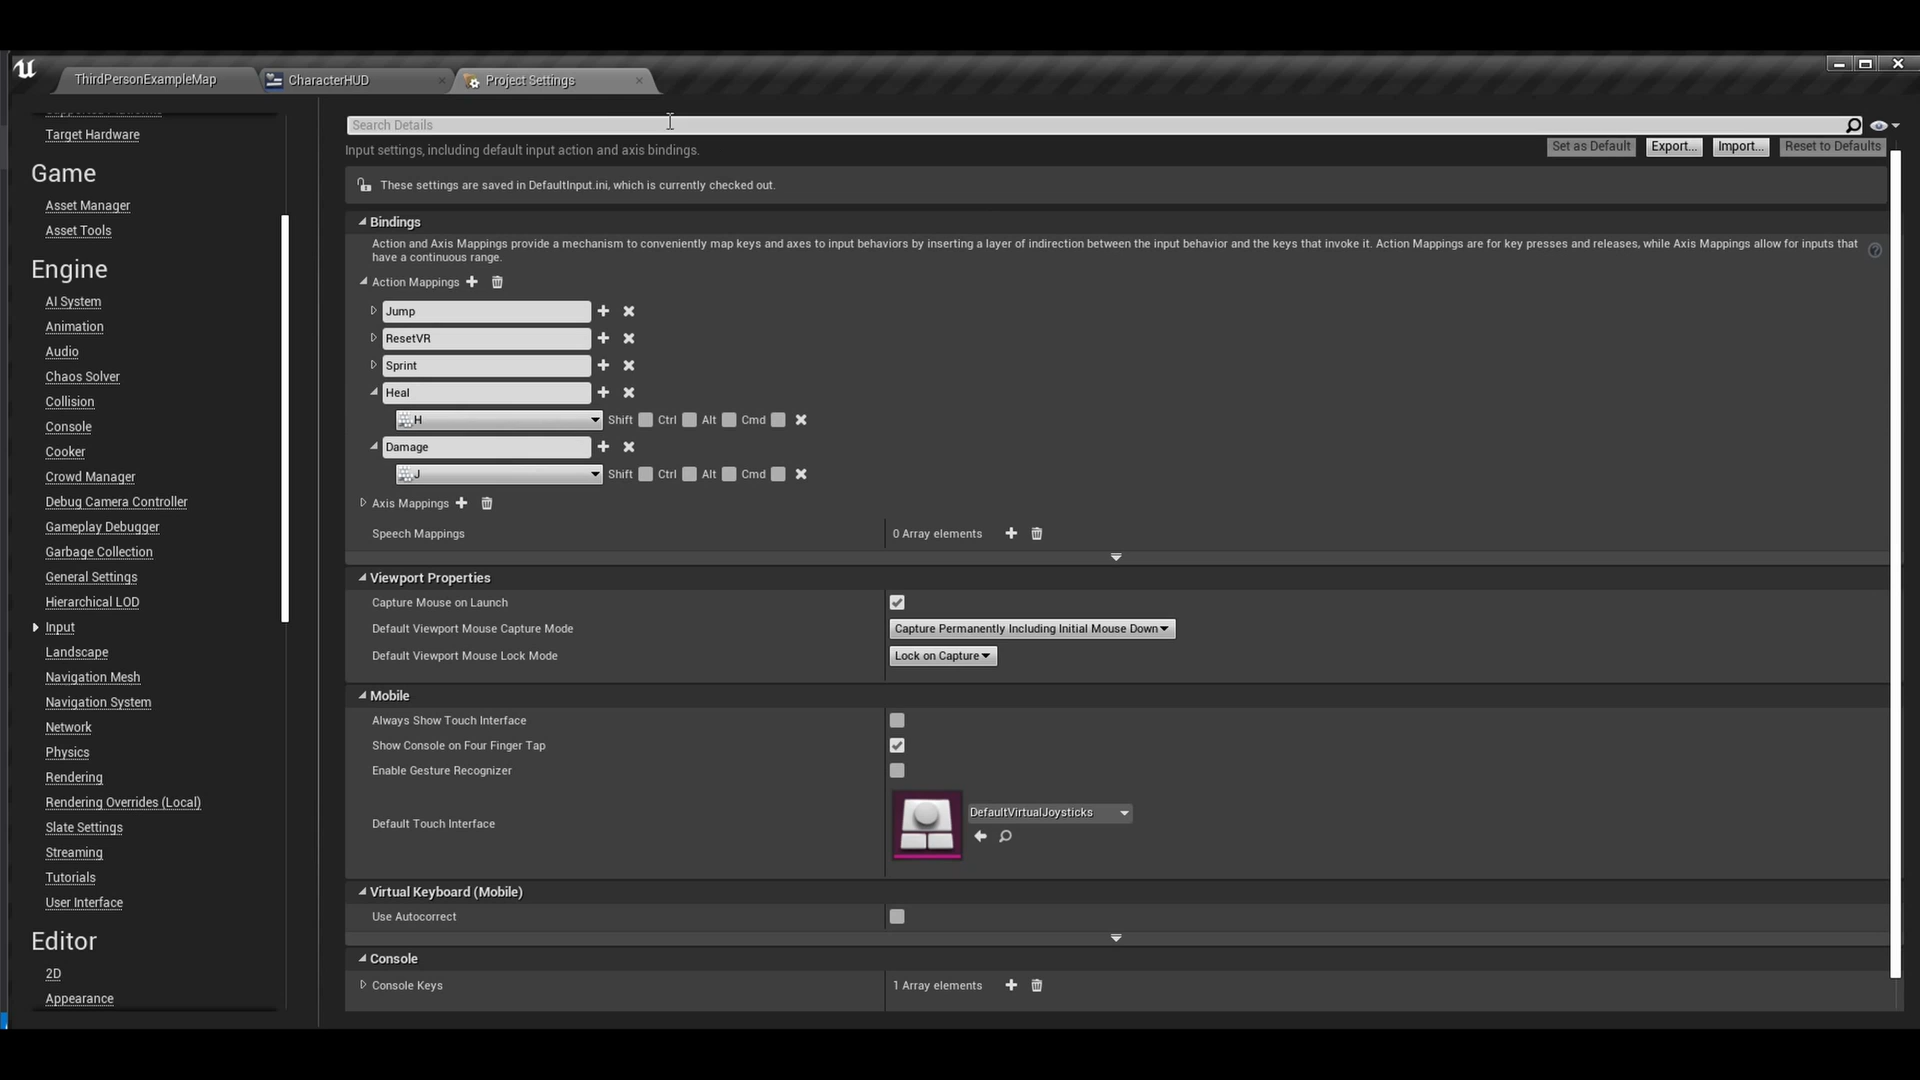 ThirdPersonExampleMap
CharacterHUD
Project Settings
Target Hardware
Game
Asset Manager
Asset Tools
Engine
AI System
Animation
Audio
Chaos Solver
Collision
Console
Cooker
Crowd Manager
Debug Camera Controller
Gameplay Debugger
Garbage Collection
General Settings
Hierarchical LOD
Input
Landscape
Navigation Mesh
Navigation System
Network
Physics
Rendering
Rendering Overrides (Local)
Slate Settings
Streaming
Tutorials
User Interface
Editor
2D
Appearance
Search Details
Input settings, including default input action and axis bindings.
Set as Default Export... Import... Reset to Defaults
These settings are saved in DefaultInput.ini, which is currently checked out.
Bindings
Action and Axis Mappings provide a mechanism to conveniently map keys and axes to input behaviors by inserting a layer of indirection between the input behavior and the keys that invoke it. Action Mappings are for key presses and releases, while Axis Mappings allow for inputs that
have a continuous range.
Action Mappings
Jump
ResetVR
Sprint
Heal
H Shift Ctrl Alt Cmd
Damage
J Shift Ctrl Alt Cmd
Axis Mappings
Speech Mappings 0 Array elements
Viewport Properties
Capture Mouse on Launch
Default Viewport Mouse Capture Mode Capture Permanently Including Initial Mouse Down
Default Viewport Mouse Lock Mode Lock on Capture
Mobile
Always Show Touch Interface
Show Console on Four Finger Tap
Enable Gesture Recognizer
Default Touch Interface DefaultVirtualJoysticks
Virtual Keyboard (Mobile)
Use Autocorrect
Console
Console Keys 1 Array elements